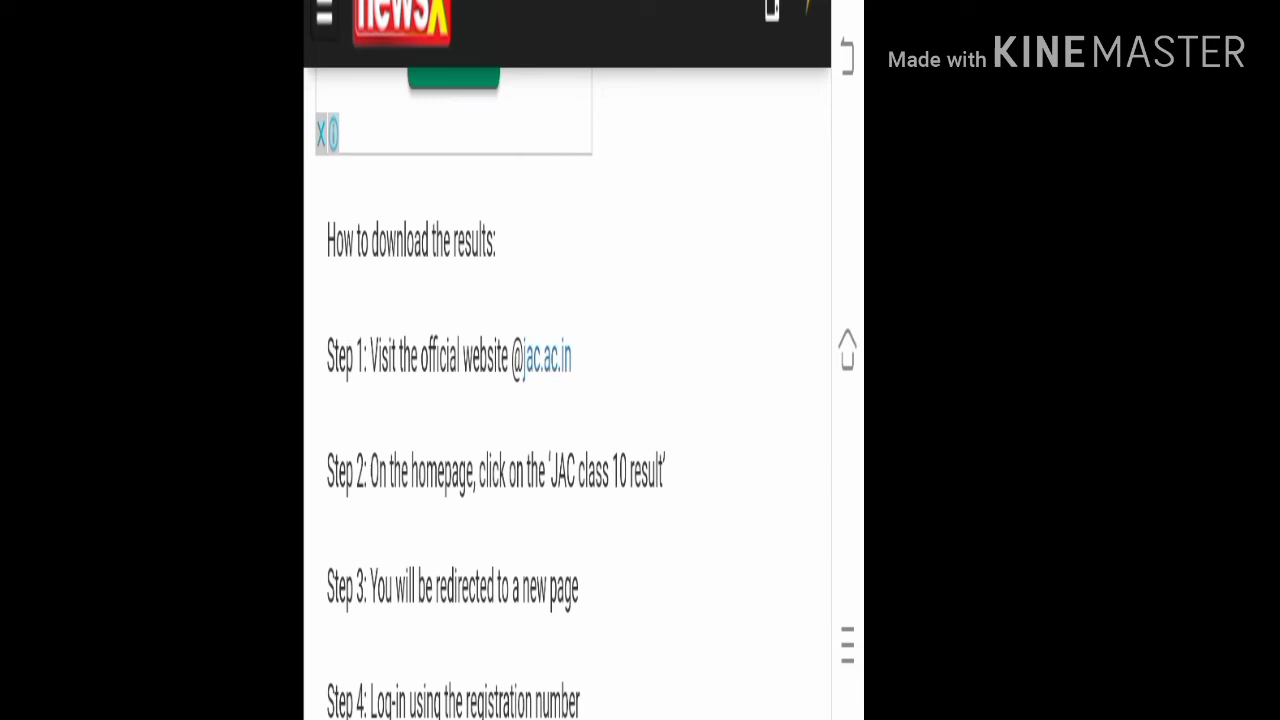 newsX
Made with KINEMASTER
X
How to download the results:
Step 1: Visit the official website @jac.ac.in
Step 2: On the homepage, click on the ‘JAC class 10 result’
Step 3: You will be redirected to a new page
Step 4: Log-in using the registration number